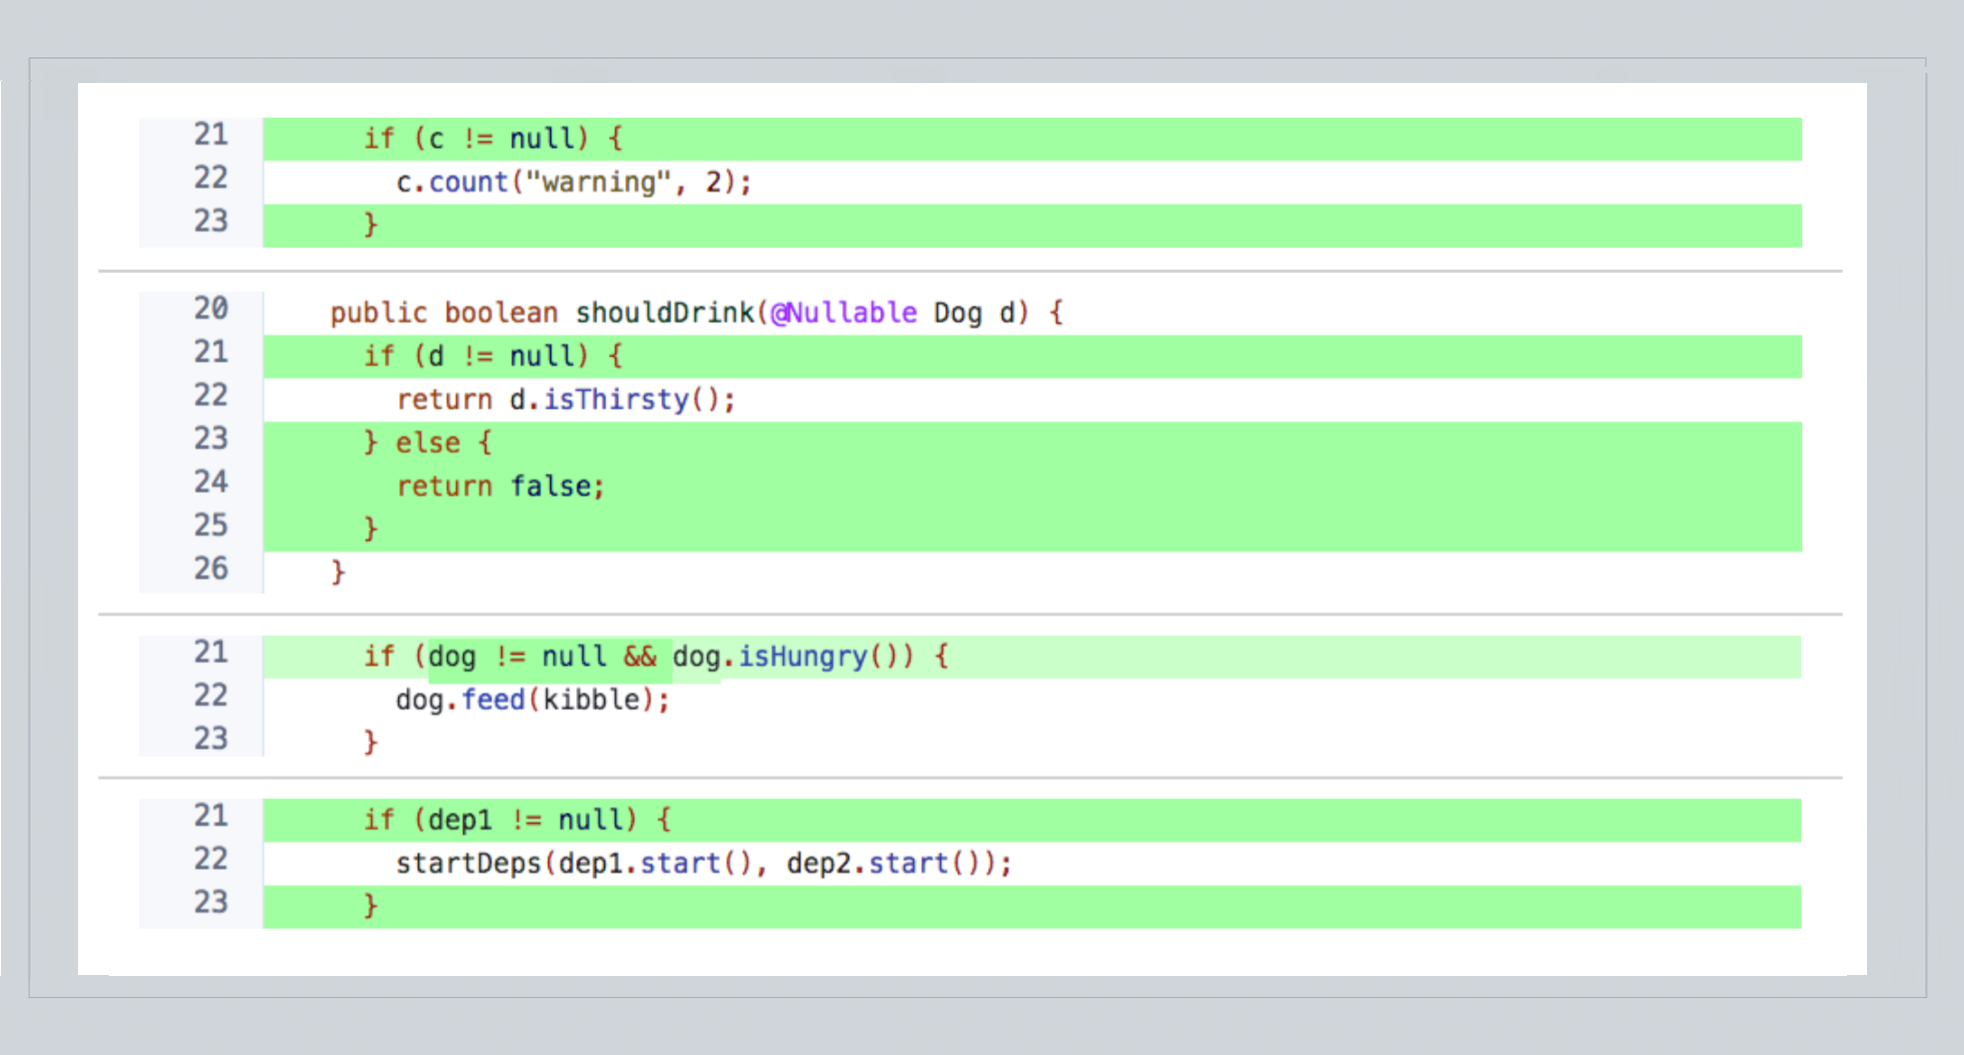 21 if (c != null) {
22 c.count("warning", 2);
23 }
20 public boolean shouldDrink(@Nullable Dog d) {
21 if (d != null) {
22 return d.isThirsty();
23 } else {
24 return false;
25 }
26 }
21 if (dog != null && dog.isHungry()) {
22 dog.feed(kibble);
23 }
21 if (dep1 != null) {
22 startDeps(dep1.start(), dep2.start());
23 }